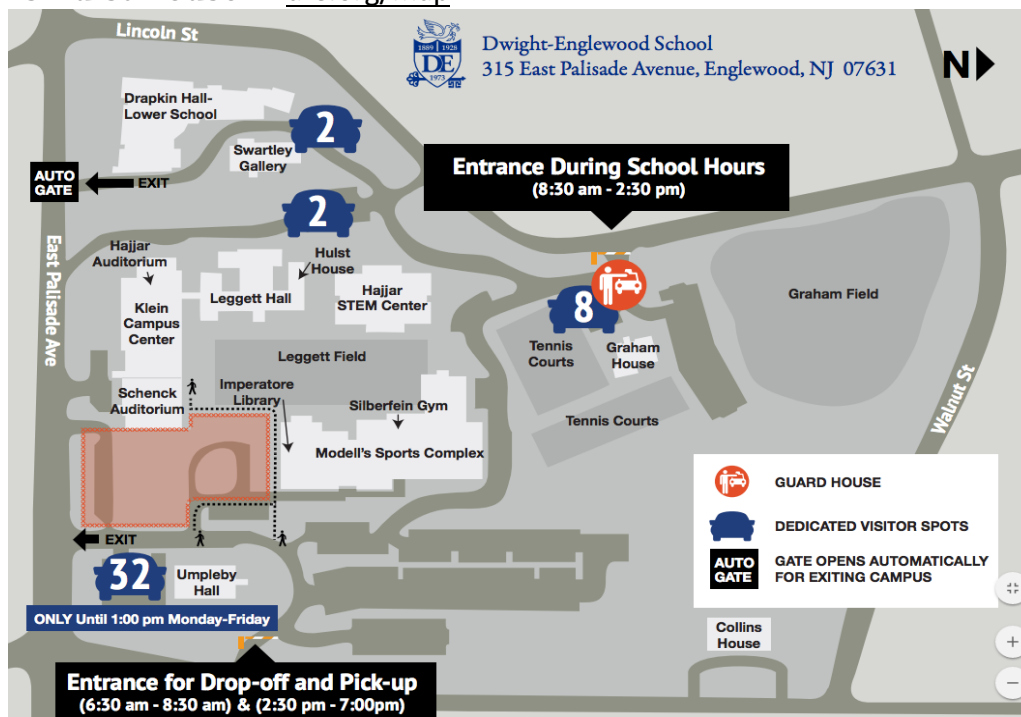 de.org/map
Lincoln St
1889 1928
DE
1973
Dwight-Englewood School
315 East Palisade Avenue, Englewood, NJ 07631
N
Drapkin Hall-
Lower School
2
Swartley
Gallery
AUTO
GATE
EXIT
Entrance During School Hours
(8:30 am - 2:30 pm)
2
East Palisade Ave
Hajjar
Auditorium
Hulst
House
Leggett Hall
Hajjar
STEM Center
Klein
Campus
Center
8
Graham Field
Tennis
Courts
Graham
House
Leggett Field
Walnut St
Schenck
Auditorium
Imperatore
Library
Silberfein Gym
Tennis Courts
Modell's Sports Complex
GUARD HOUSE
DEDICATED VISITOR SPOTS
AUTO
GATE
GATE OPENS AUTOMATICALLY
FOR EXITING CAMPUS
EXIT
32
Umpleby
Hall
ONLY Until 1:00 pm Monday-Friday
Collins
House
Entrance for Drop-off and Pick-up
(6:30 am - 8:30 am) & (2:30 pm - 7:00pm)